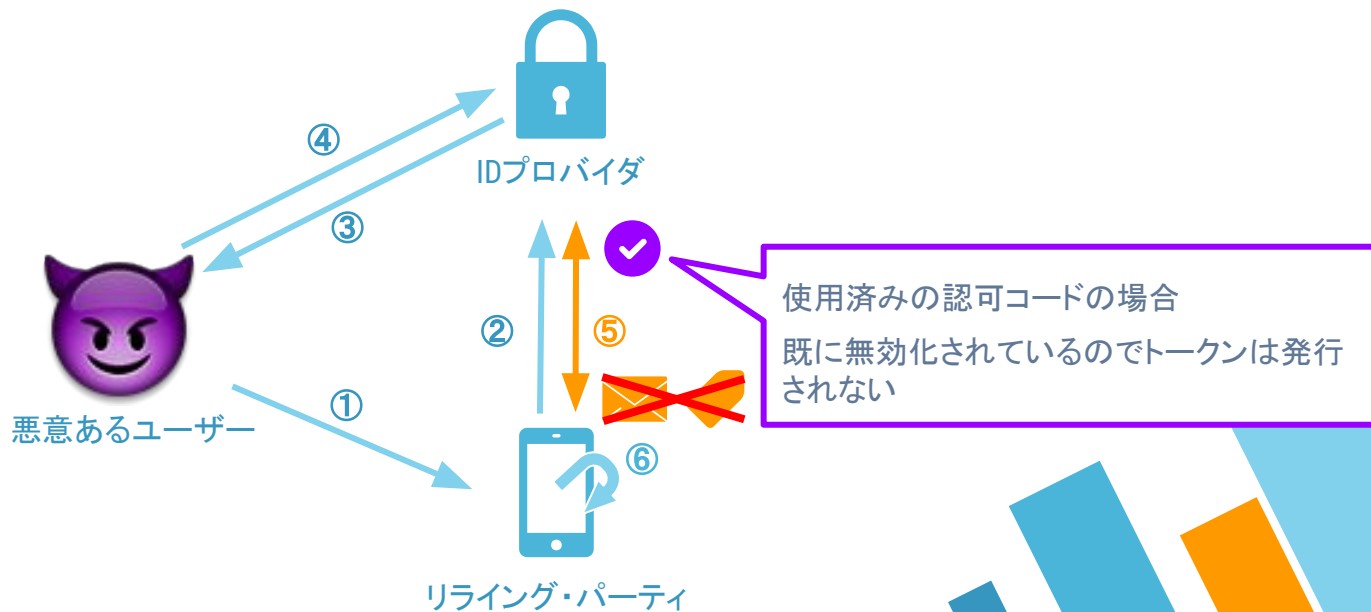 ④
IDプロバイダ
③
使用済みの認可コードの場合
②
⑤
既に無効化されているのでトークンは発行
されない
①
悪意あるユーザー
⑥
リライング・パーティ